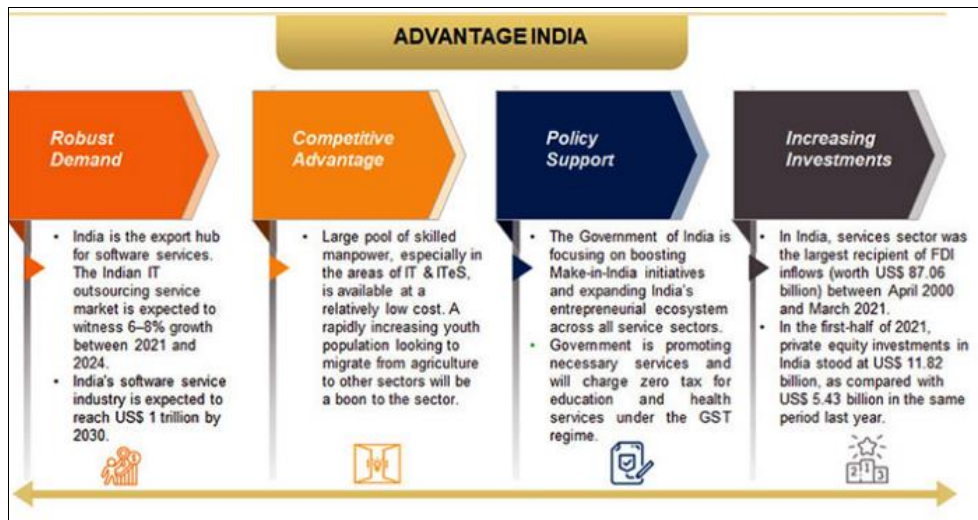 ADVANTAGE INDIA
Robust
Demand
• India is the export hub
for software services.
The Indian IT
outsourcing service
market is expected to
witness 6–8% growth
between 2021 and
2024.
• India's software service
industry is expected to
reach US$ 1 trillion by
2030.
Competitive
Advantage
• Large pool of skilled
manpower, especially in
the areas of IT & ITeS,
is available at a
relatively low cost. A
rapidly increasing youth
population looking to
migrate from agriculture
to other sectors will be
a boon to the sector.
Policy
Support
• The Government of India is
focusing on boosting
Make-in-India initiatives
and expanding India's
entrepreneurial ecosystem
across all service sectors.
• Government is promoting
necessary services and
will charge zero tax for
education and health
services under the GST
regime.
Increasing
Investments
• In India, services sector was
the largest recipient of FDI
inflows (worth US$ 87.06
billion) between April 2000
and March 2021.
• In the first-half of 2021,
private equity investments in
India stood at US$ 11.82
billion, as compared with
US$ 5.43 billion in the same
period last year.
2 1 3